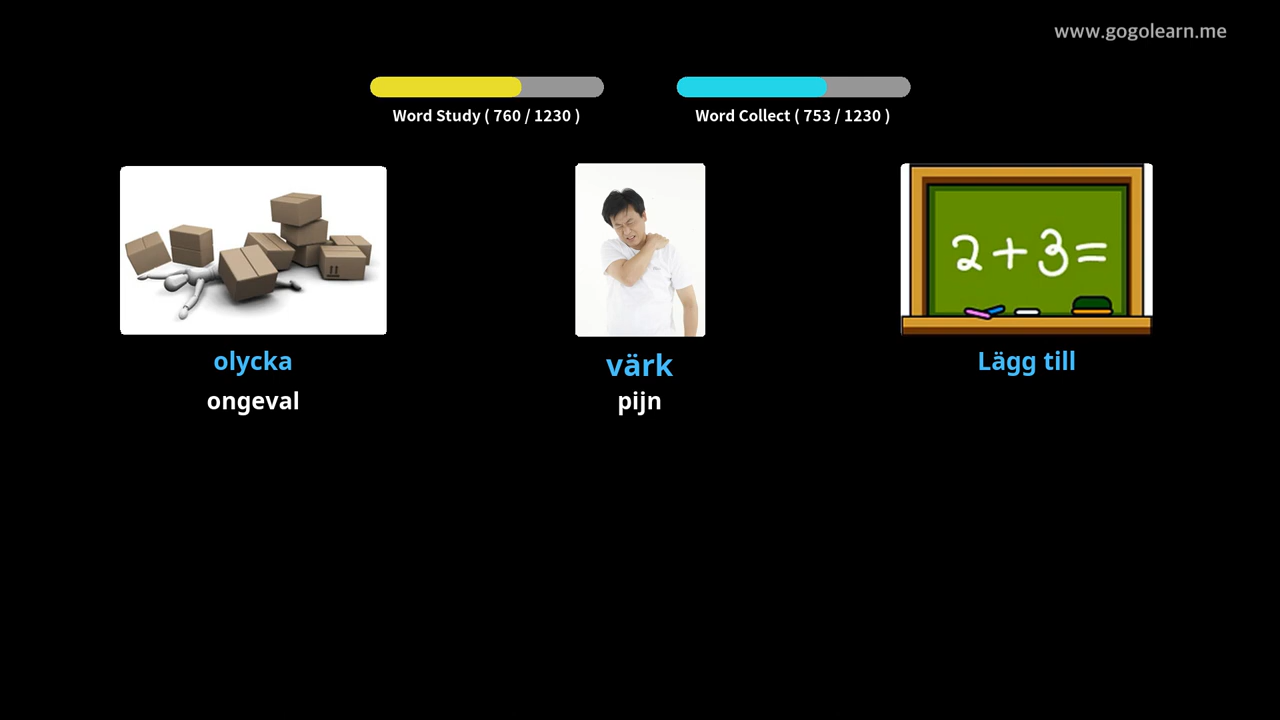 www.gogolearn.me
Word Study ( 760 / 1230 )
Word Collect ( 753 / 1230 )
2+3=
olycka
värk
Lägg till
ongeval
pijn